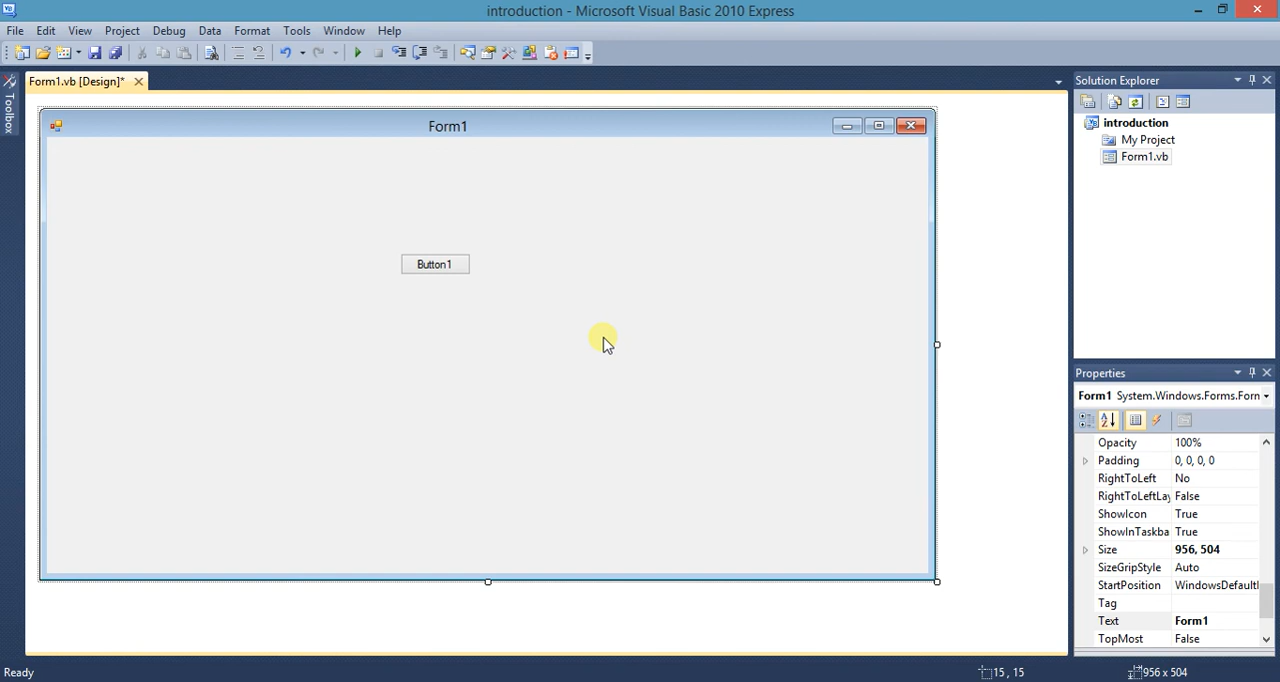 introduction - Microsoft Visual Basic 2010 Express
File Edit View Project Debug Format Data Tools Window Help
Form1.vb [Design]*
Toolbox
Form1
Button1
Solution Explorer
introduction
My Project
Form1.vb
Properties
Form1 System.Windows.Forms.Forn
Opacity 100%
Padding 0, 0, 0, 0
RightToLeft No
RightToLeftLay False
ShowIcon True
ShowInTaskba True
Size 956, 504
SizeGripStyle Auto
StartPosition WindowsDefaultl
Tag
Text Form1
TopMost False
Ready 15 , 15 956 x 504